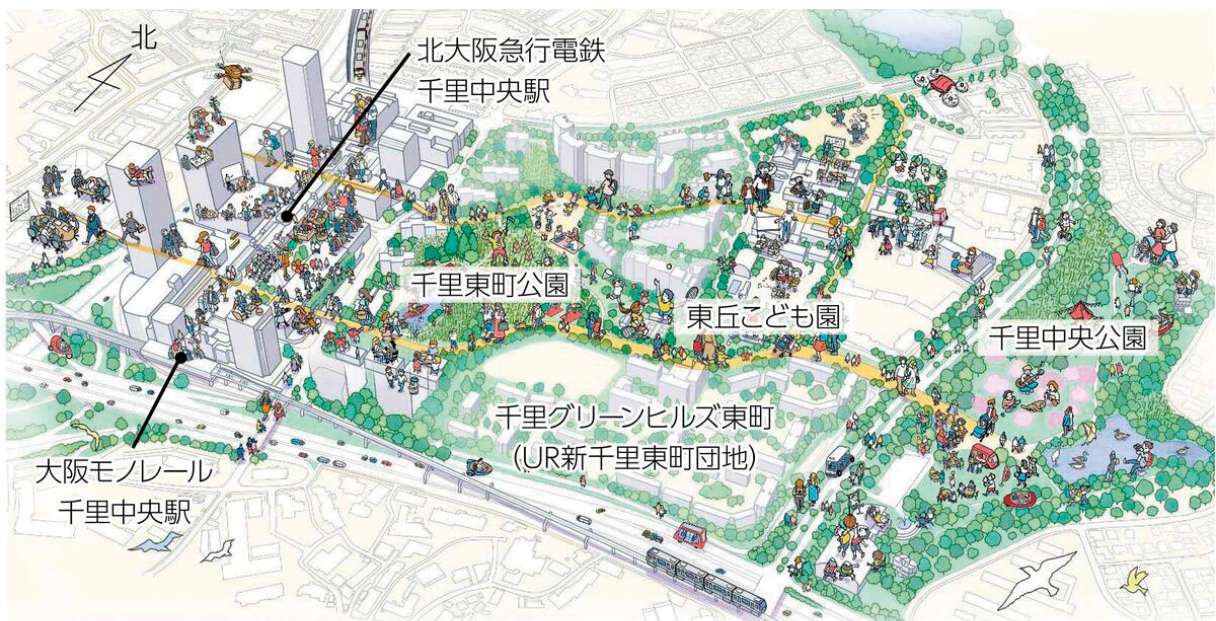 北
北大阪急行電鉄
千里中央駅
千里東町公園
東丘こども園
千里中央公園
千里グリーンヒルズ東町
(UR新千里東町団地)
大阪モノレール
千里中央駅